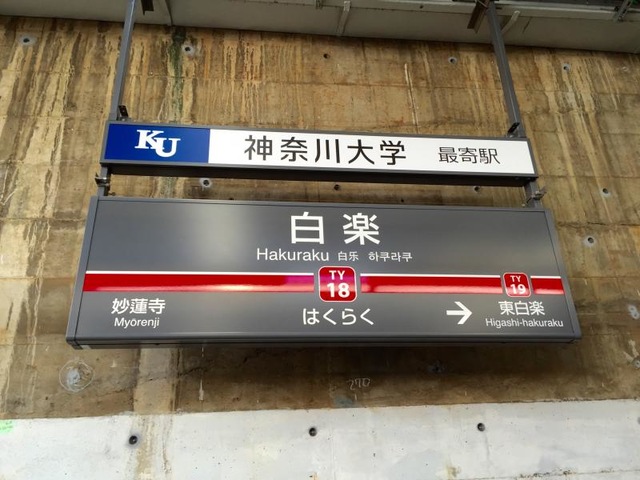 KU 神奈川大学 最寄駅
白楽
Hakuraku 白乐 하쿠라쿠
TY 18
TY 19
妙蓮寺 はくらく → 東白楽
Myōrenji Higashi-hakuraku
270